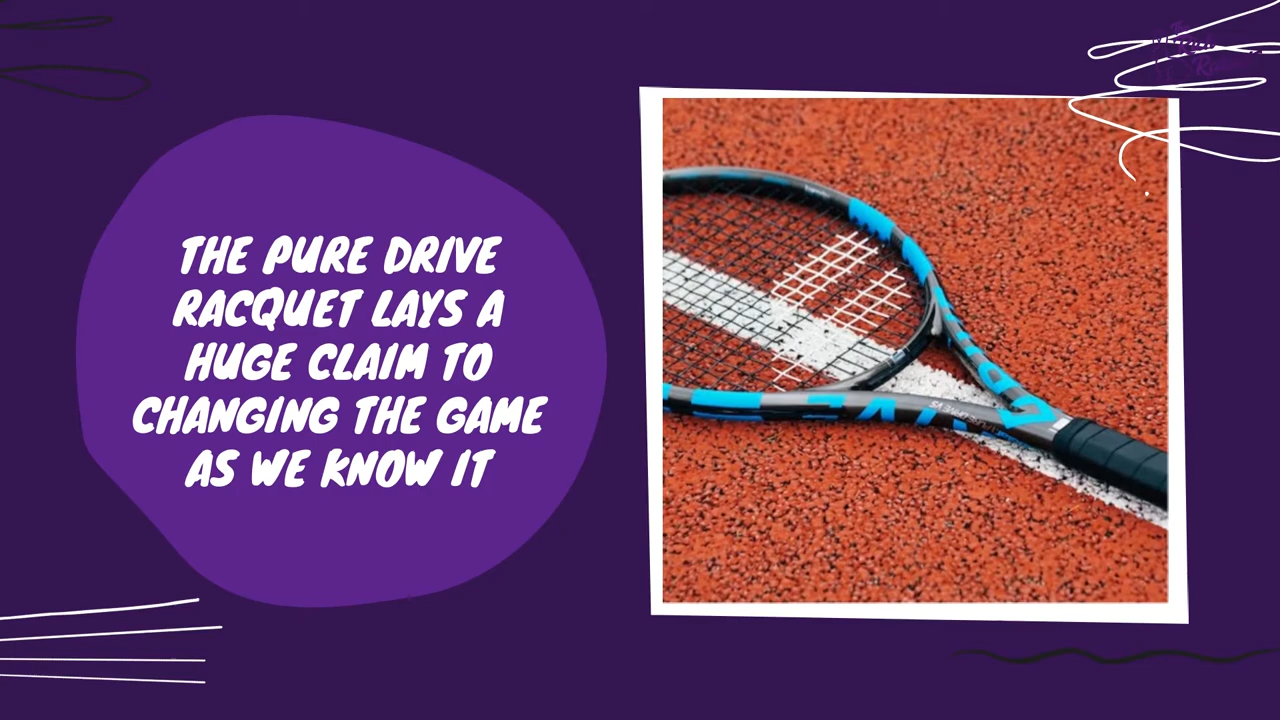 THE PURE DRIVE
RACQUET LAYS A
HUGE CLAIM TO
CHANGING THE GAME
AS WE KNOW IT